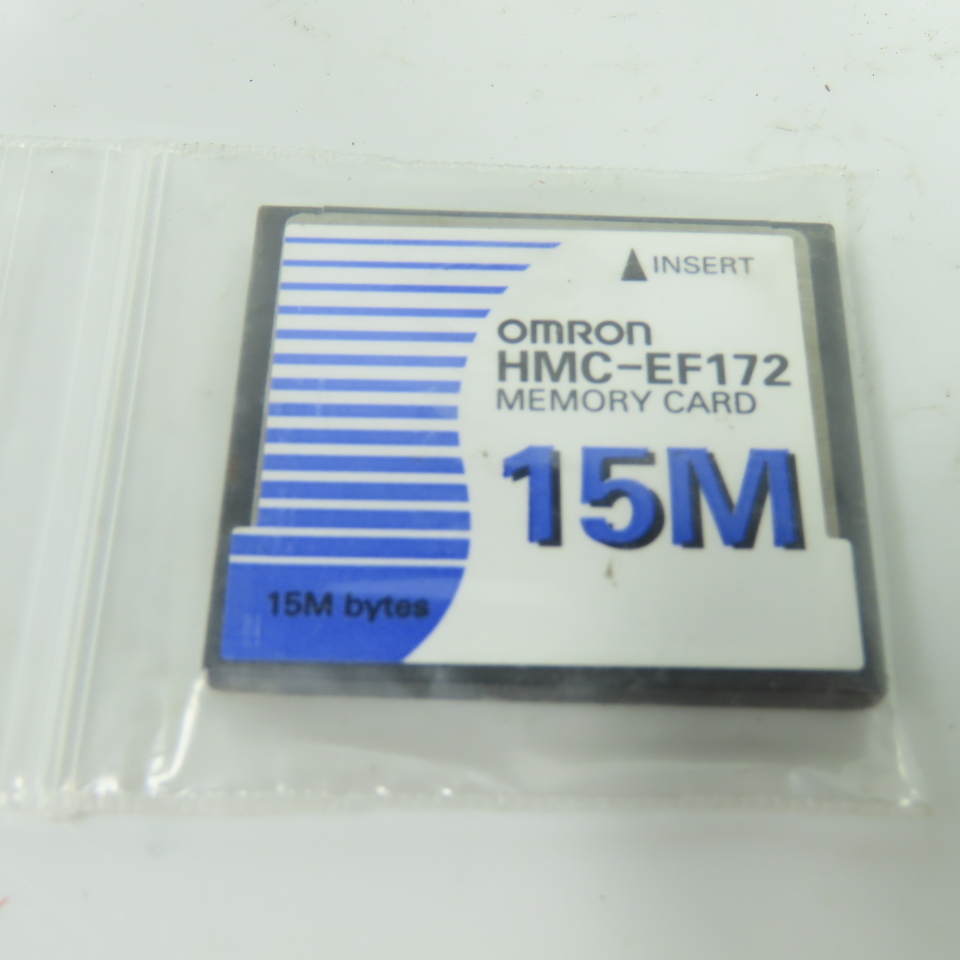 ▲INSERT
OMRON
HMC-EF172
MEMORY CARD
15M
15M bytes